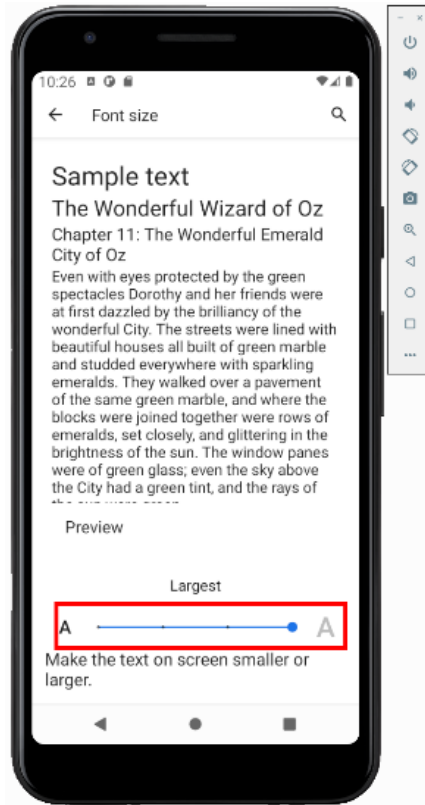 10:26
Font size
Sample text
The Wonderful Wizard of Oz
Chapter 11: The Wonderful Emerald
City of Oz
Even with eyes protected by the green
spectacles Dorothy and her friends were
at first dazzled by the brilliancy of the
wonderful City. The streets were lined with
beautiful houses all built of green marble
and studded everywhere with sparkling
emeralds. They walked over a pavement
of the same green marble, and where the
blocks were joined together were rows of
emeralds, set closely, and glittering in the
brightness of the sun. The window panes
were of green glass; even the sky above
the City had a green tint, and the rays of
Preview
Largest
A A
Make the text on screen smaller or
larger.